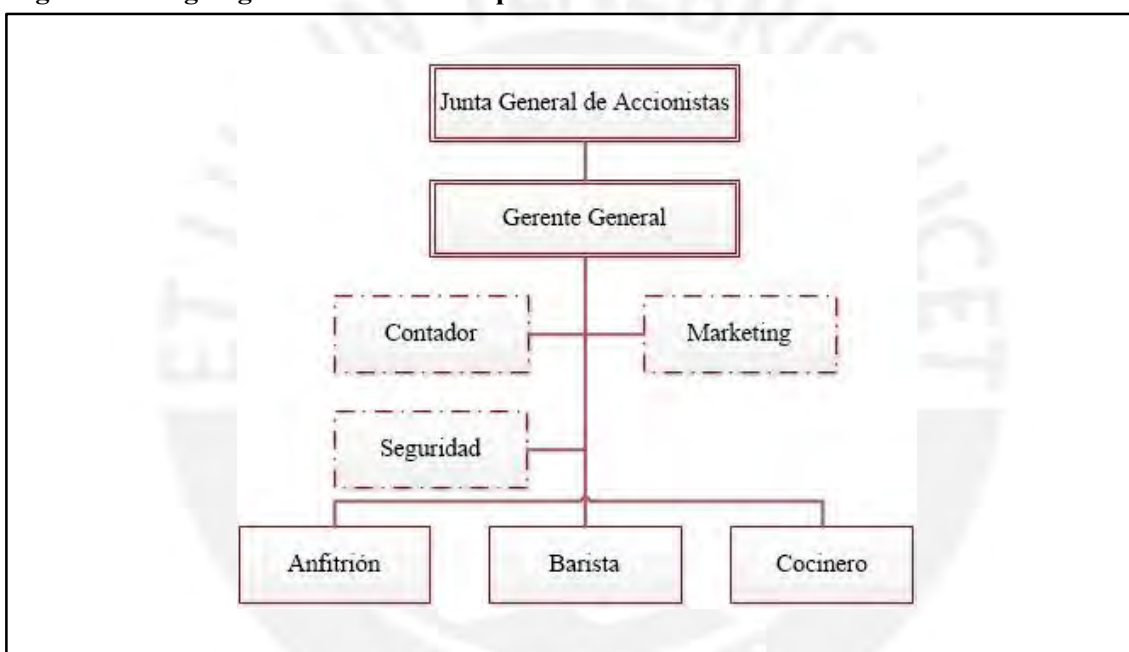 Junta General de Accionistas
Gerente General
Contador
Marketing
Seguridad
Anfitrión
Barista
Cocinero